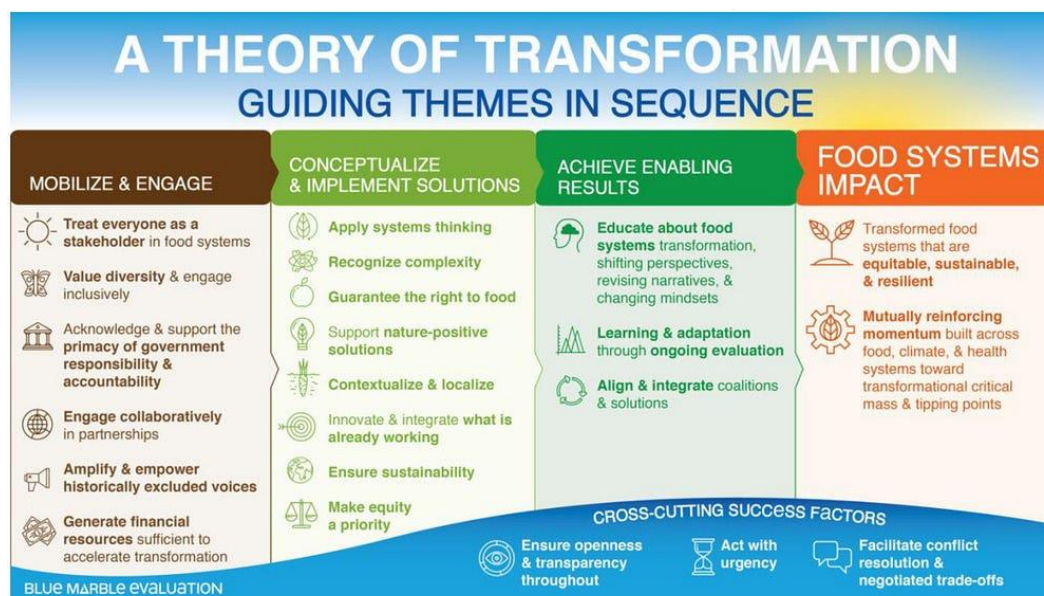 A THEORY OF TRANSFORMATION
GUIDING THEMES IN SEQUENCE
MOBILIZE & ENGAGE
Treat everyone as a
stakeholder in food systems
Value diversity & engage
inclusively
Acknowledge & support the
primacy of government
responsibility &
accountability
Engage collaboratively
in partnerships
Amplify & empower
historically excluded voices
Generate financial
resources sufficient to
accelerate transformation
CONCEPTUALIZE
& IMPLEMENT SOLUTIONS
Apply systems thinking
Recognize complexity
Guarantee the right to food
Support nature-positive
solutions
Contextualize & localize
Innovate & integrate what is
already working
Ensure sustainability
Make equity
a priority
ACHIEVE ENABLING
RESULTS
Educate about food
systems transformation,
shifting perspectives,
revising narratives, &
changing mindsets
Learning & adaptation
through ongoing evaluation
Align & integrate coalitions
& solutions
FOOD SYSTEMS
IMPACT
Transformed food
systems that are
equitable, sustainable,
& resilient
Mutually reinforcing
momentum built across
food, climate, & health
systems toward
transformational critical
mass & tipping points
CROSS-CUTTING SUCCESS FACTORS
Ensure openness
& transparency
throughout
Act with
urgency
Facilitate conflict
resolution &
negotiated trade-offs
BLUE MARBLE eVALUATION